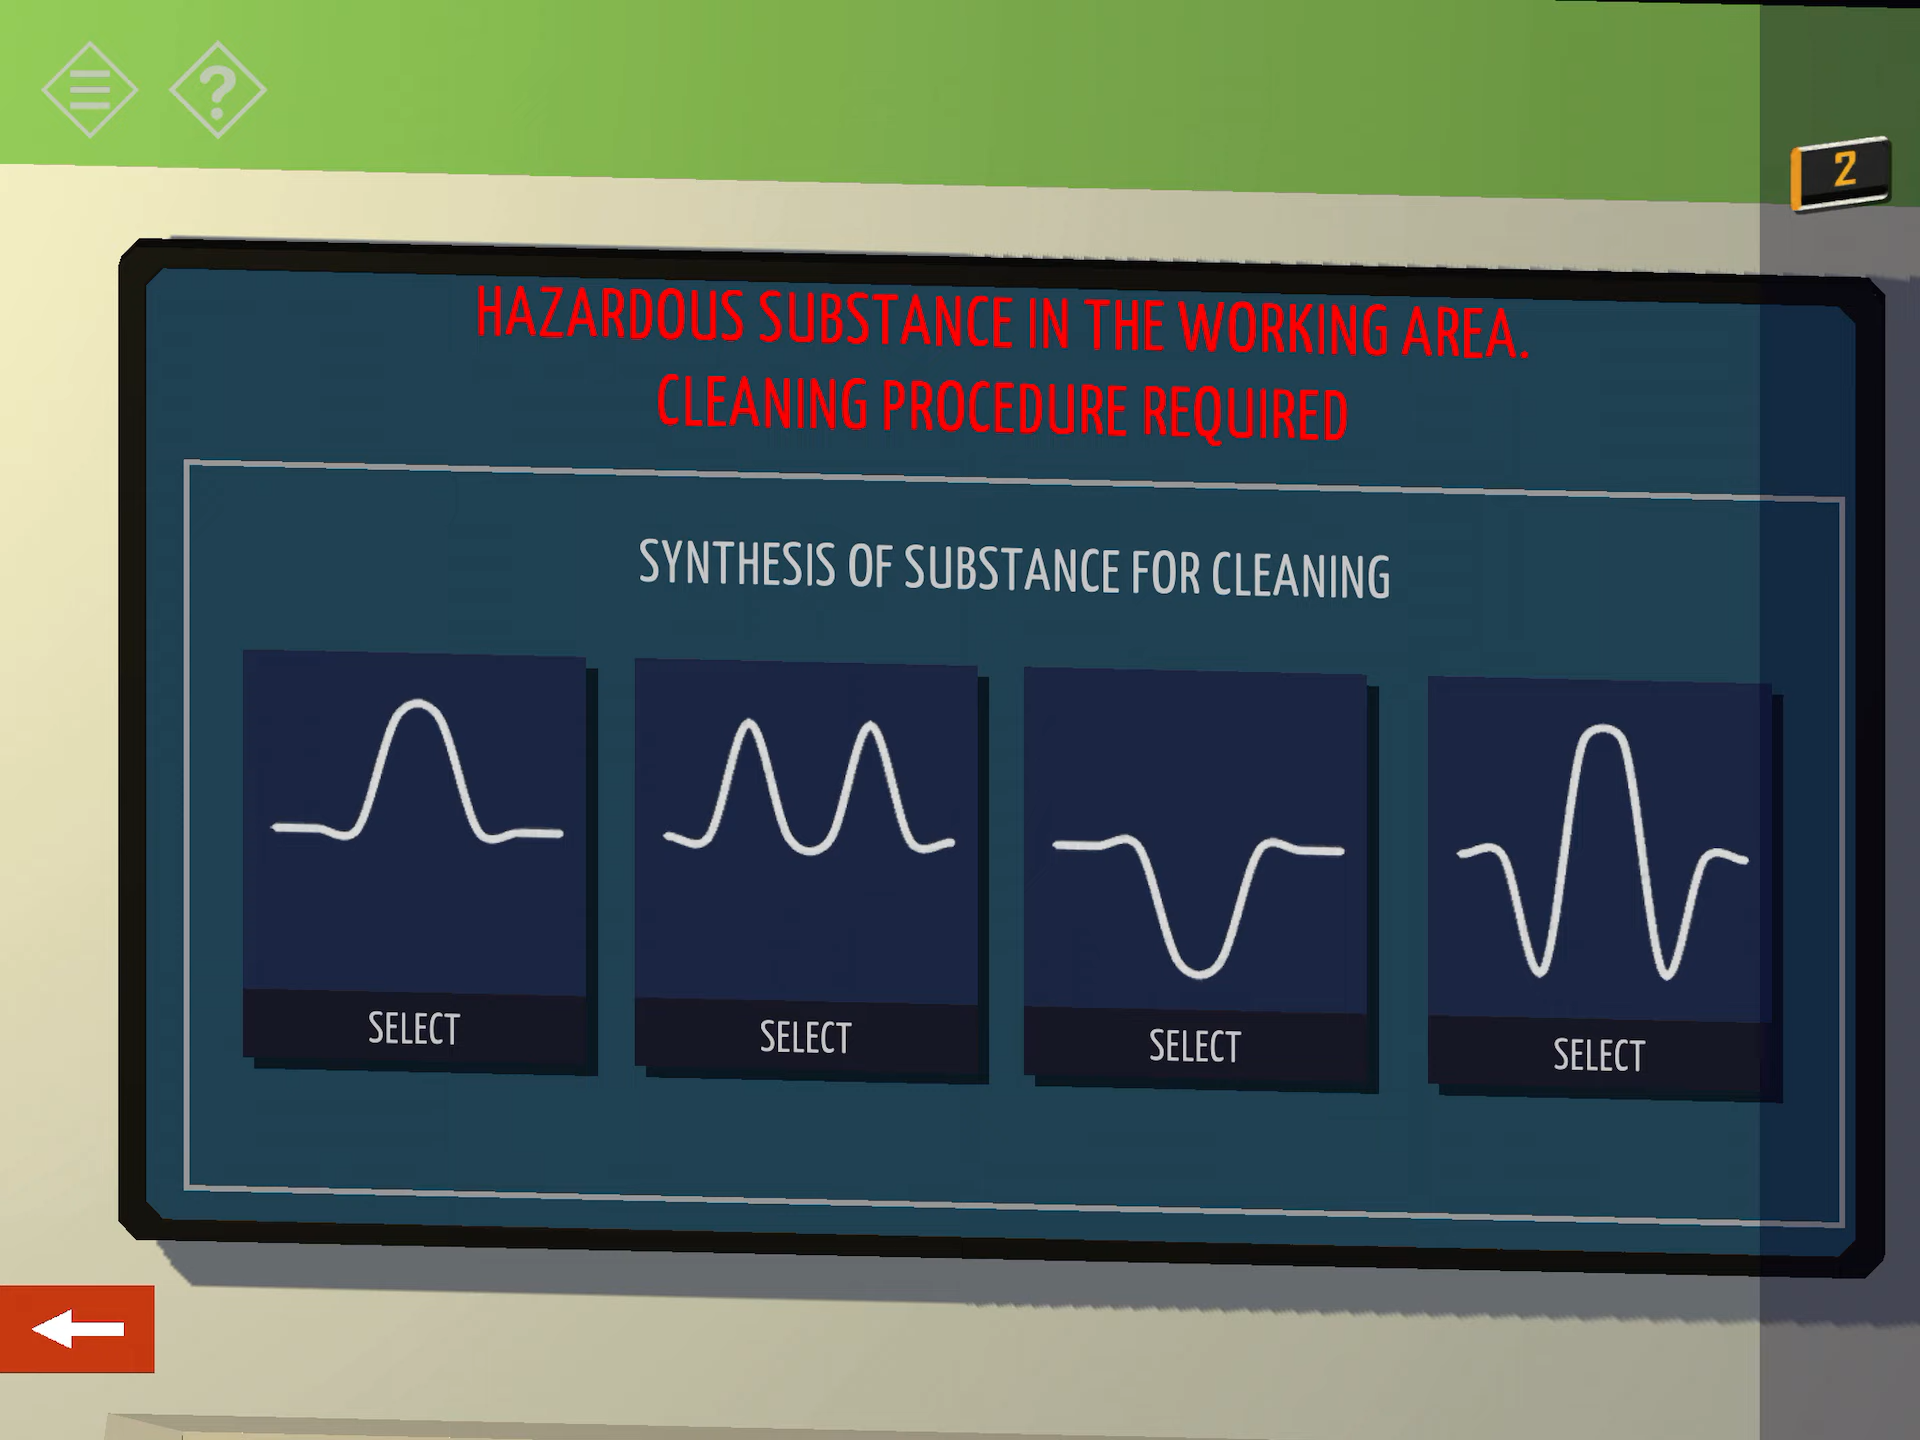 2
HAZARDOUS SUBSTANCE IN THE WORKING AREA.
CLEANING PROCEDURE REQUIRED
SYNTHESIS OF SUBSTANCE FOR CLEANING
SELECT
SELECT
SELECT
SELECT